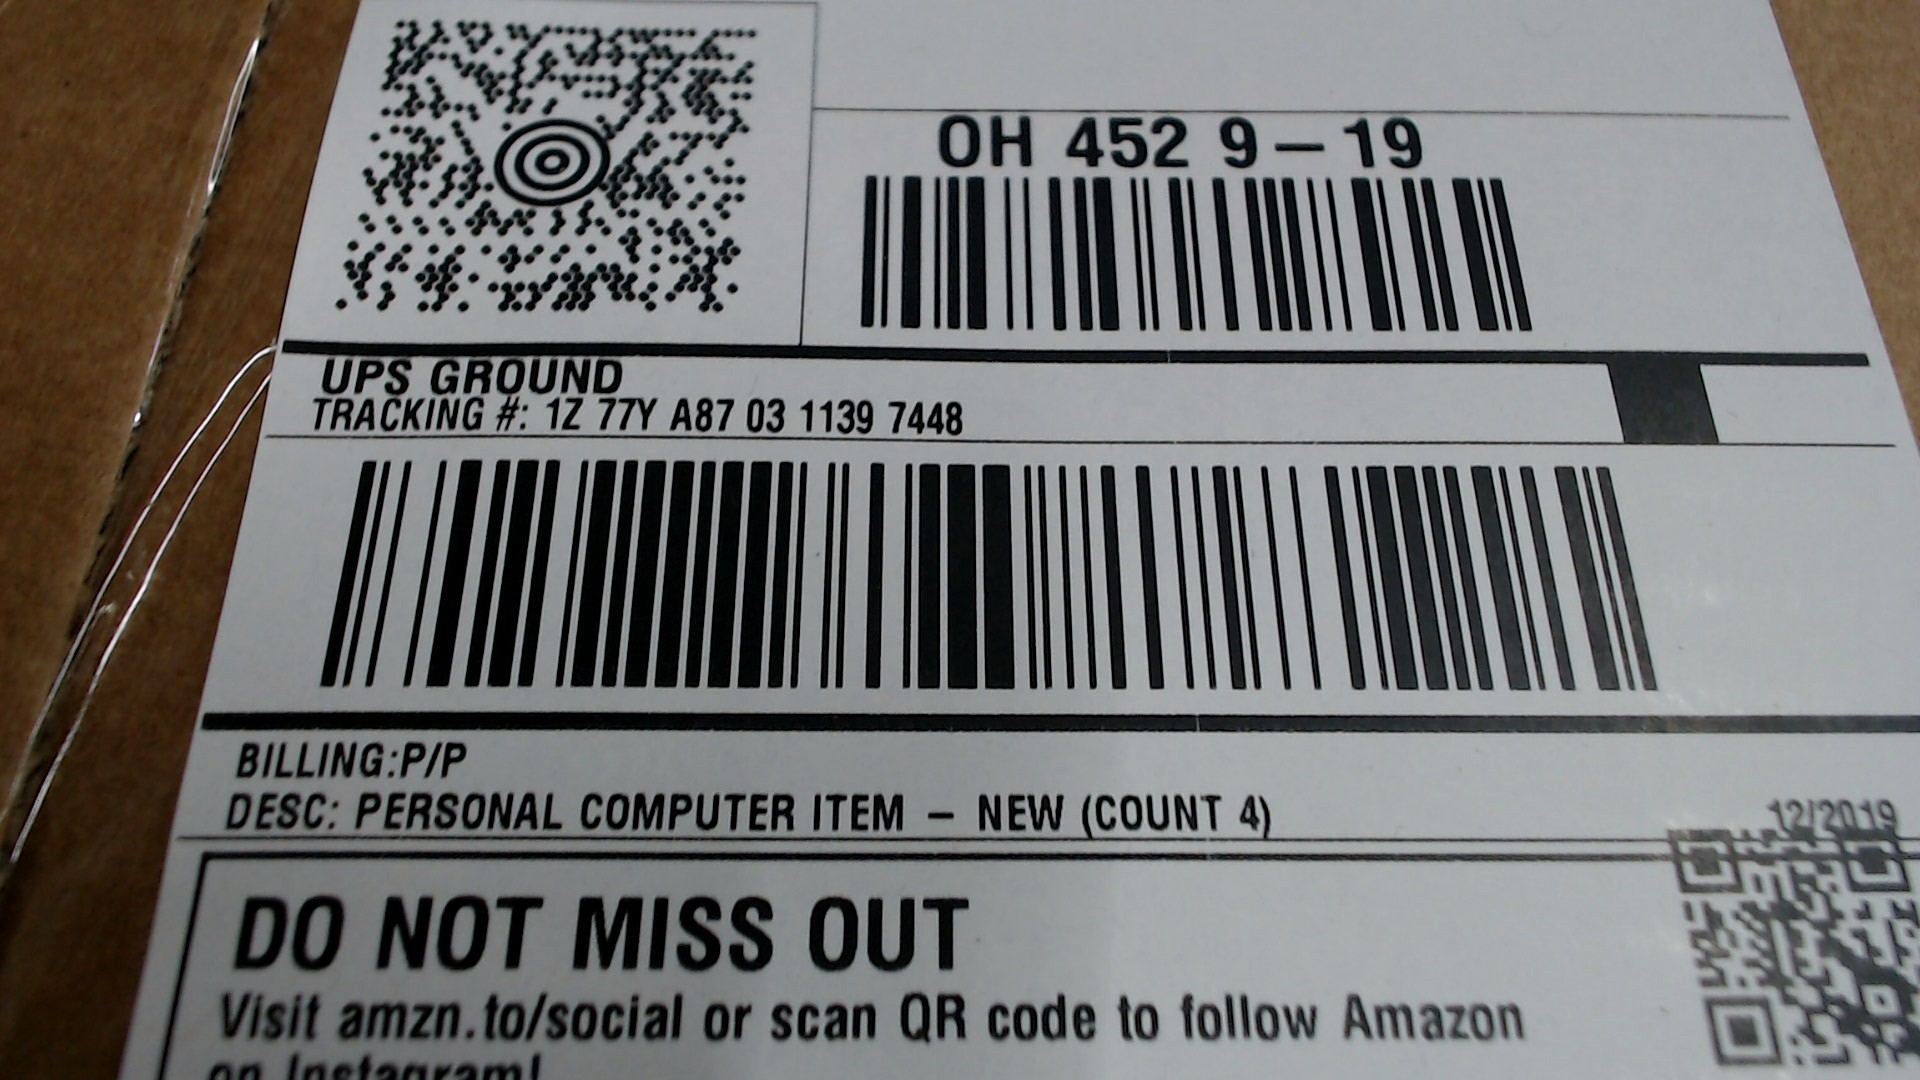 OH 452 9-19
UPS GROUND
TRACKING #: 1Z 77Y A87 03 1139 7448
BILLING:P/P
DESC: PERSONAL COMPUTER ITEM - NEW (COUNT 4)
12/2019
DO NOT MISS OUT
Visit amzn.to/social or scan QR code to follow Amazon
on Instagram!